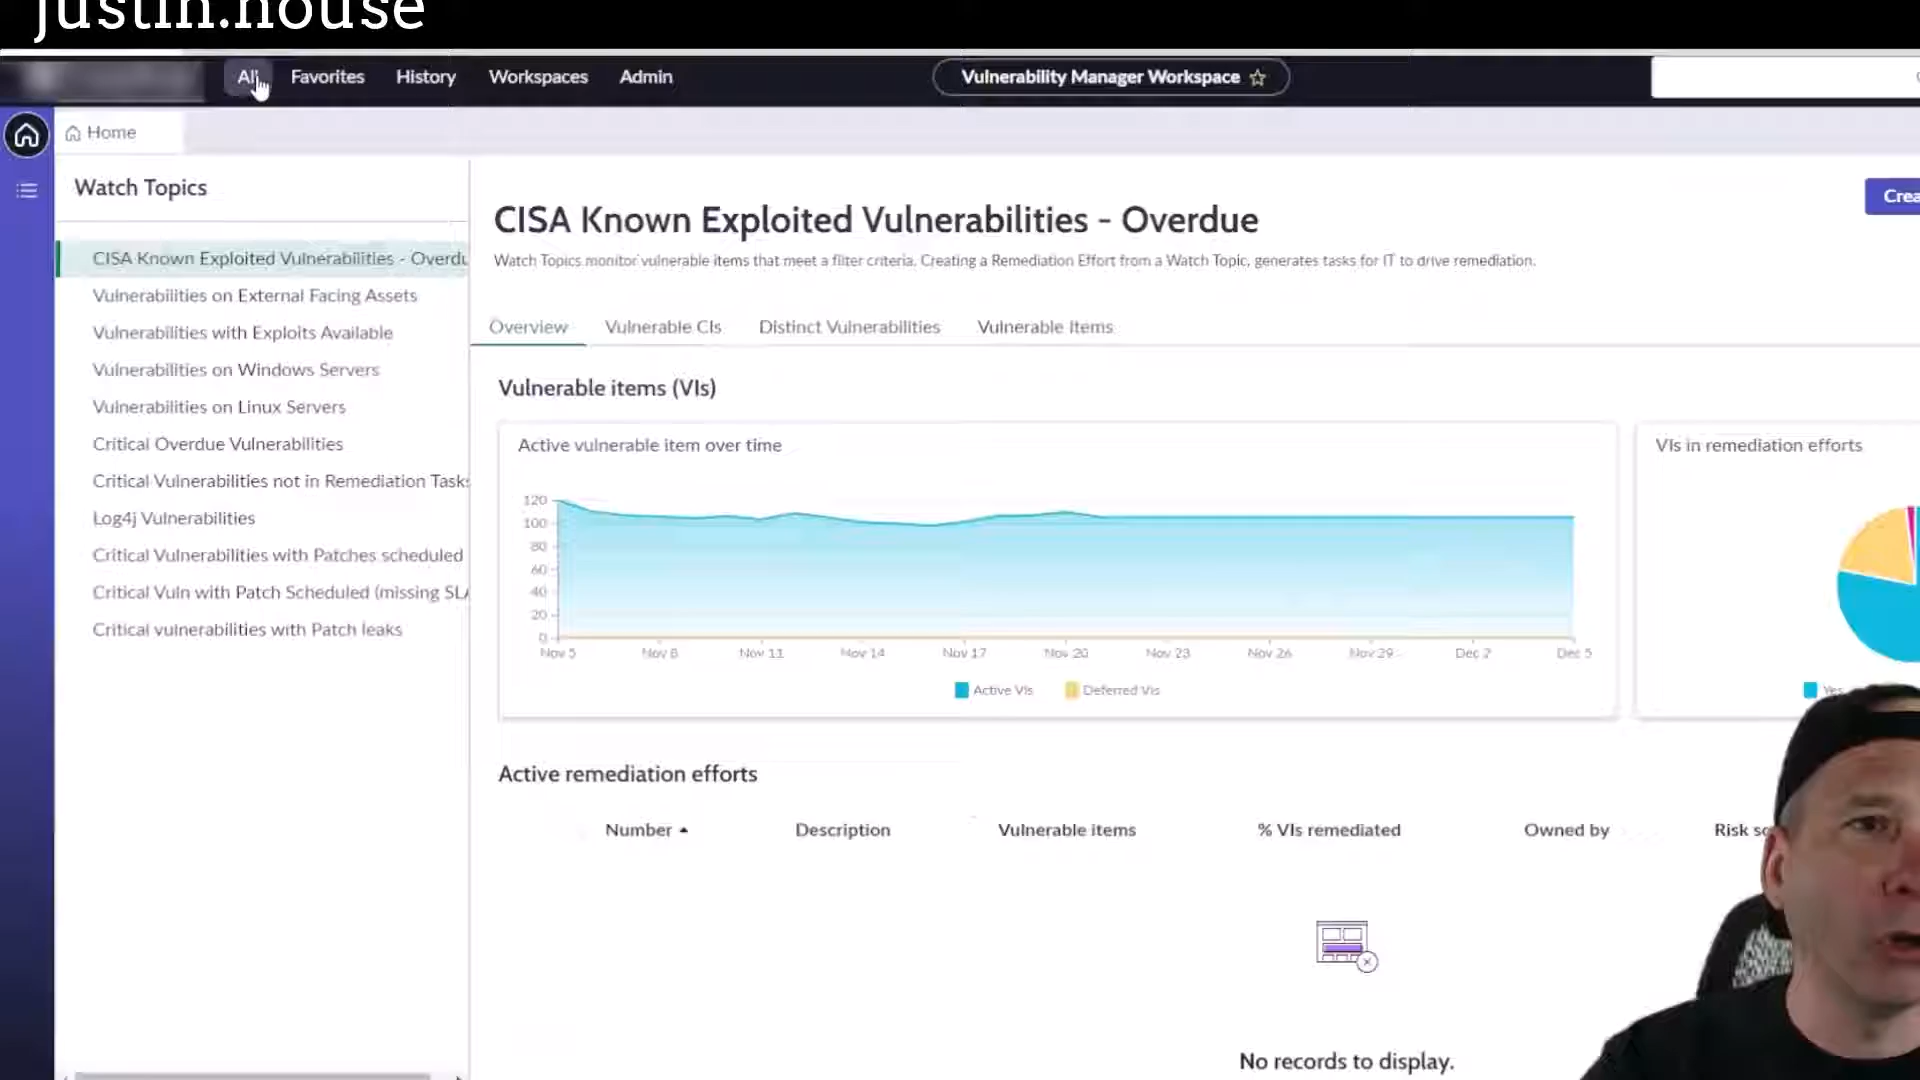 justin.house
All Favorites History Workspaces Admin
Vulnerability Manager Workspace
Home
Watch Topics
CISA Known Exploited Vulnerabilities - Overdu
Vulnerabilities on External Facing Assets
Vulnerabilities with Exploits Available
Vulnerabilities on Windows Servers
Vulnerabilities on Linux Servers
Critical Overdue Vulnerabilities
Critical Vulnerabilities not in Remediation Tasks
Log4j Vulnerabilities
Critical Vulnerabilities with Patches scheduled
Critical Vuln with Patch Scheduled (missing SLA
Critical vulnerabilities with Patch leaks
CISA Known Exploited Vulnerabilities - Overdue
Crea
Watch Topics monitor vulnerable items that meet a filter criteria. Creating a Remediation Effort from a Watch Topic, generates tasks for IT to drive remediation.
Overview Vulnerable CIs Distinct Vulnerabilities Vulnerable Items
Vulnerable items (VIs)
Active vulnerable item over time
120
100
80
60
40
20
0
Nov 5 Nov 8 Nov 11 Nov 14 Nov 17 Nov 20 Nov 23 Nov 26 Nov 29 Dec 2 Dec 5
Active VIs Deferred VIs
VIs in remediation efforts
Yes
Active remediation efforts
Number Description Vulnerable items % VIs remediated Owned by Risk sc
No records to display.